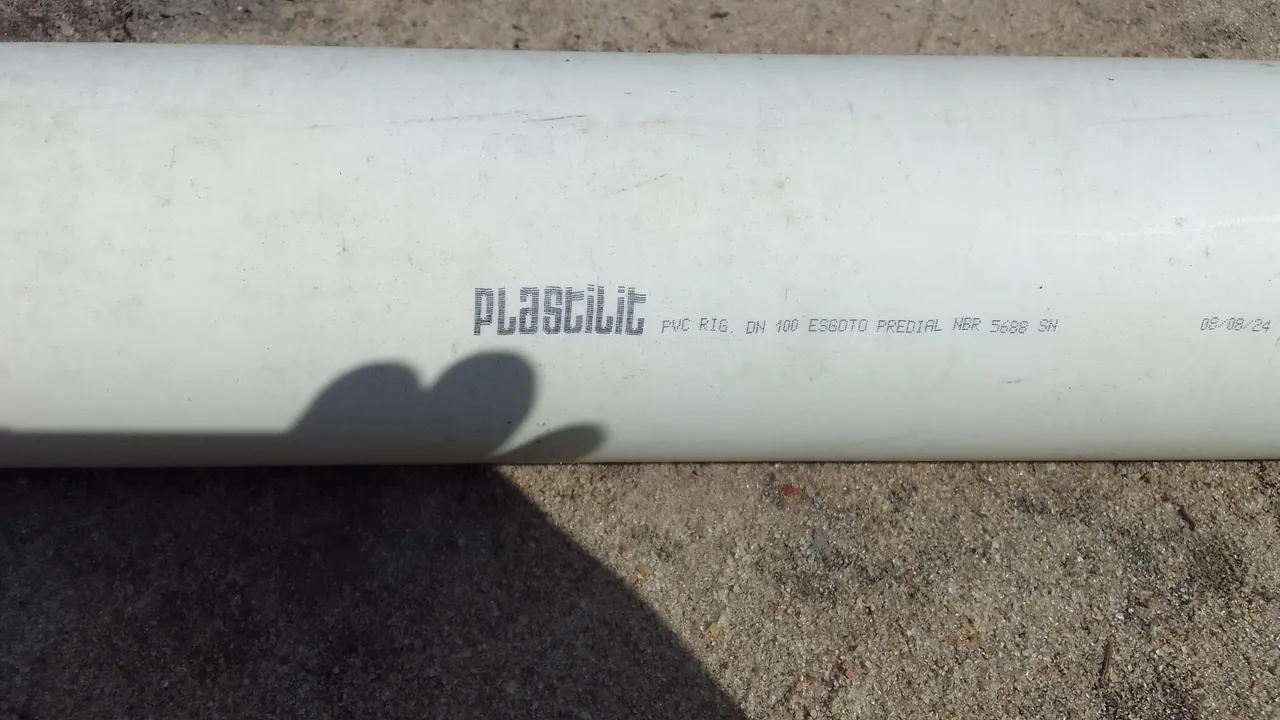 Plastilit PVC RIG. DN 100 ESGOTO PREDIAL NBR 5688 SN 08/08/24